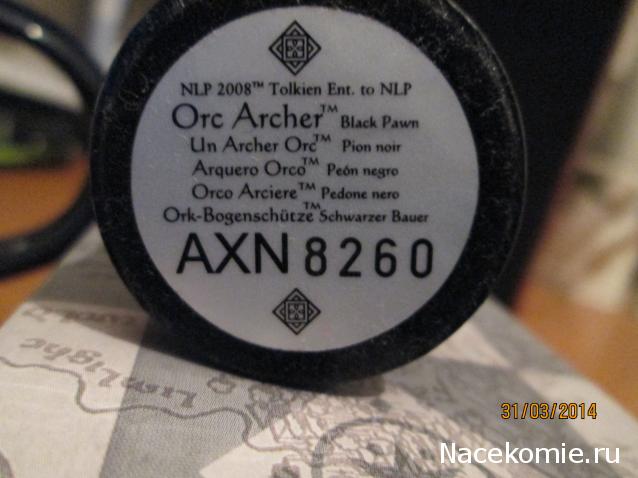 NLP 2008™ Tolkien Ent. to NLP
Orc Archer™ Black Pawn
Un Archer Orc™ Pion noir
Arquero Orco™ Peón negro
Orco Arciere™ Pedone nero
Ork-Bogenschütze™ Schwarzer Bauer
AXN 8260
Limlight
31/03/2014
Nacekomie.ru